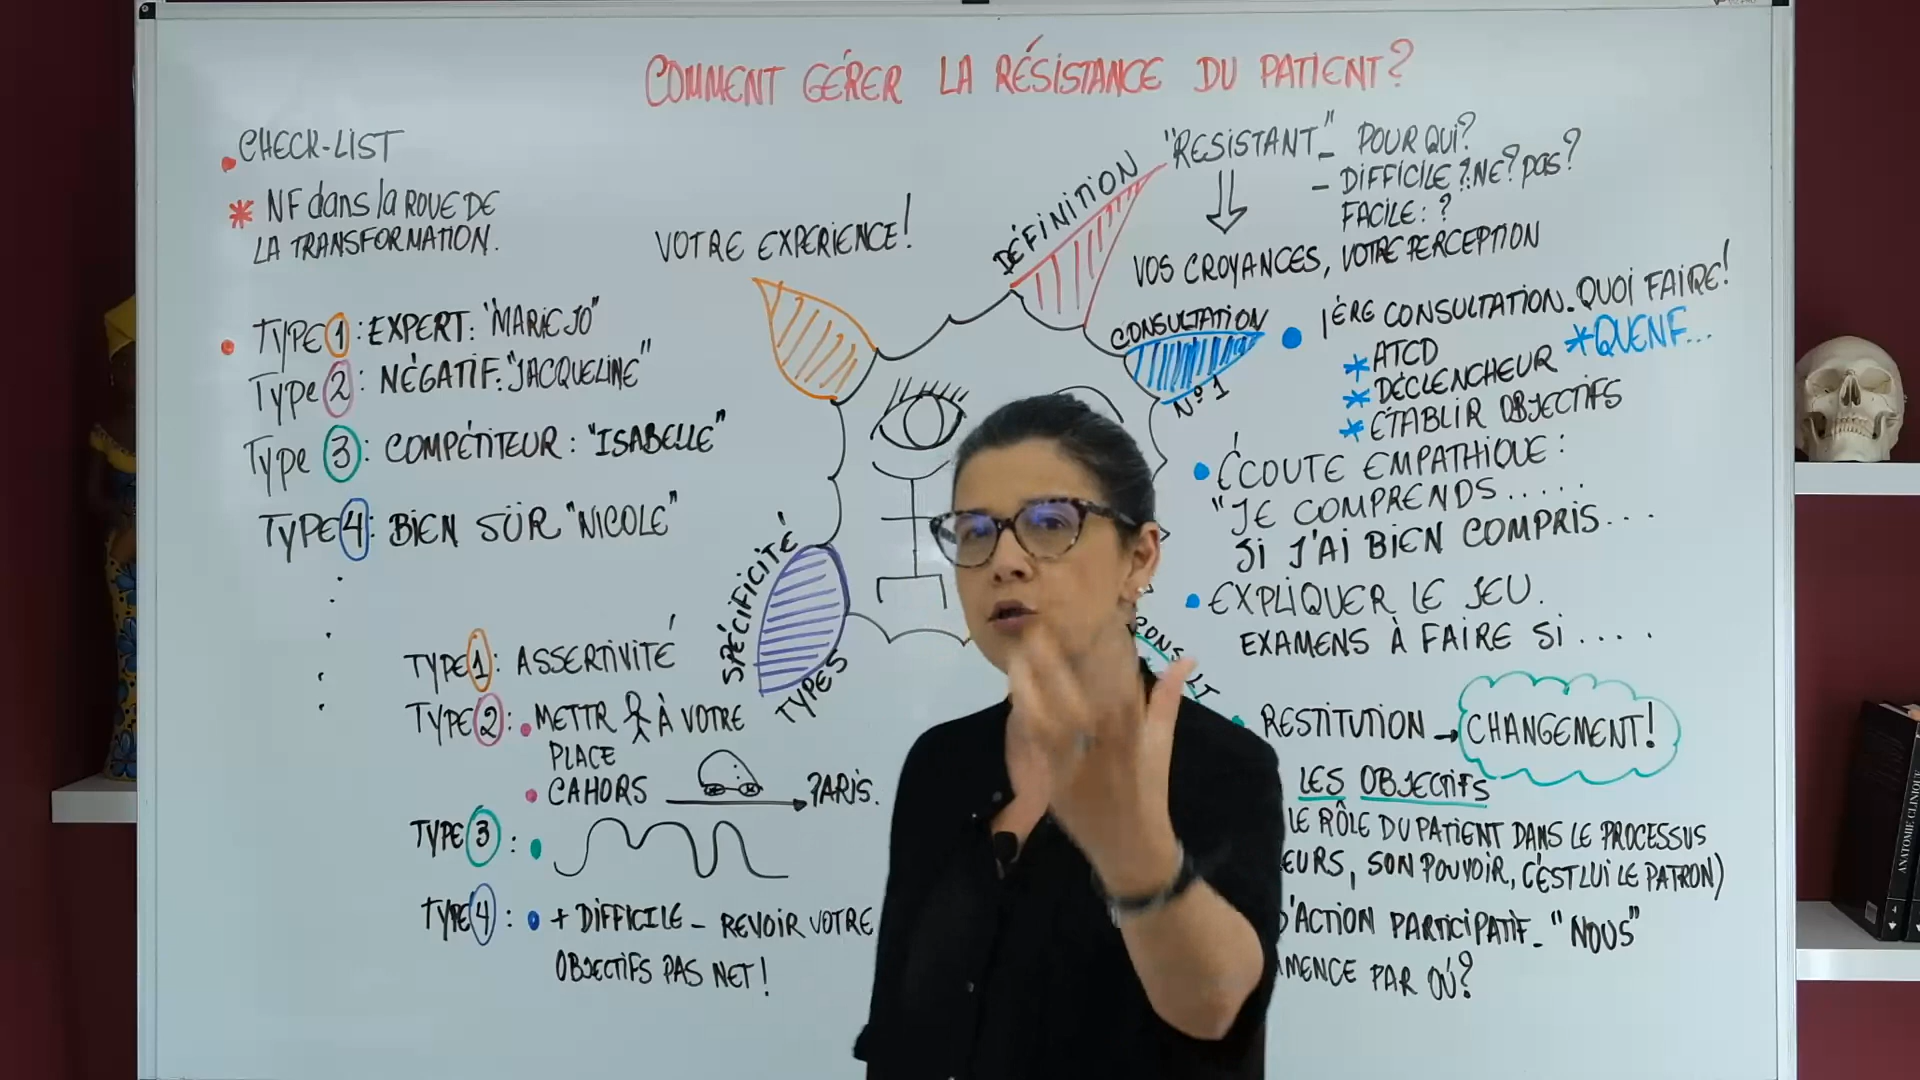 COMMENT GÉRER LA RÉSISTANCE DU PATIENT?
CHECK-LIST
* NF dans la ROUE DE
LA TRANSFORMATION.
TYPE 1 : EXPERT : "MARIE JO"
Type 2 : NÉGATIF : "JACQUELINE"
Type 3 : COMPÉTITEUR : "ISABELLE"
TYPE 4 : BIEN SÛR "NICOLE"
VOTRE EXPERIENCE!
DÉFINITION
"RESISTANT" - POUR QUI?
- DIFFICILE? NE? pas?
FACILE : ?
VOS CROYANCES, VOTRE PERCEPTION
CONSULTATION
N°1
1ÈRE CONSULTATION. QUOI FAIRE!
* ATCD
* QUENF...
* DÉCLENCHEUR
* ÉTABLIR OBJECTIFS
ÉCOUTE EMPATHIQUE :
"JE COMPRENDS.....
SI J'AI BIEN COMPRIS...
EXPLIQUER LE JEU.
EXAMENS À FAIRE SI....
CONSULT
RESTITUTION → CHANGEMENT!
LES OBJECTIFS
LE RÔLE DU PATIENT DANS LE PROCESSUS
EURS, SON POUVOIR, C'EST LUI LE PATRON)
D'ACTION PARTICIPATIF - "NOUS"
MENCE PAR OÙ?
SPÉCIFICITÉ
TYPES
TYPE 1 : ASSERTIVITÉ
TYPE 2 : METTR À VOTRE
PLACE
CAHORS → PARIS.
TYPE 3 :
TYPE 4 : + DIFFICILE - REVOIR VOTRE
OBJECTIFS PAS NET!
ANATOMIE CLINIQUE